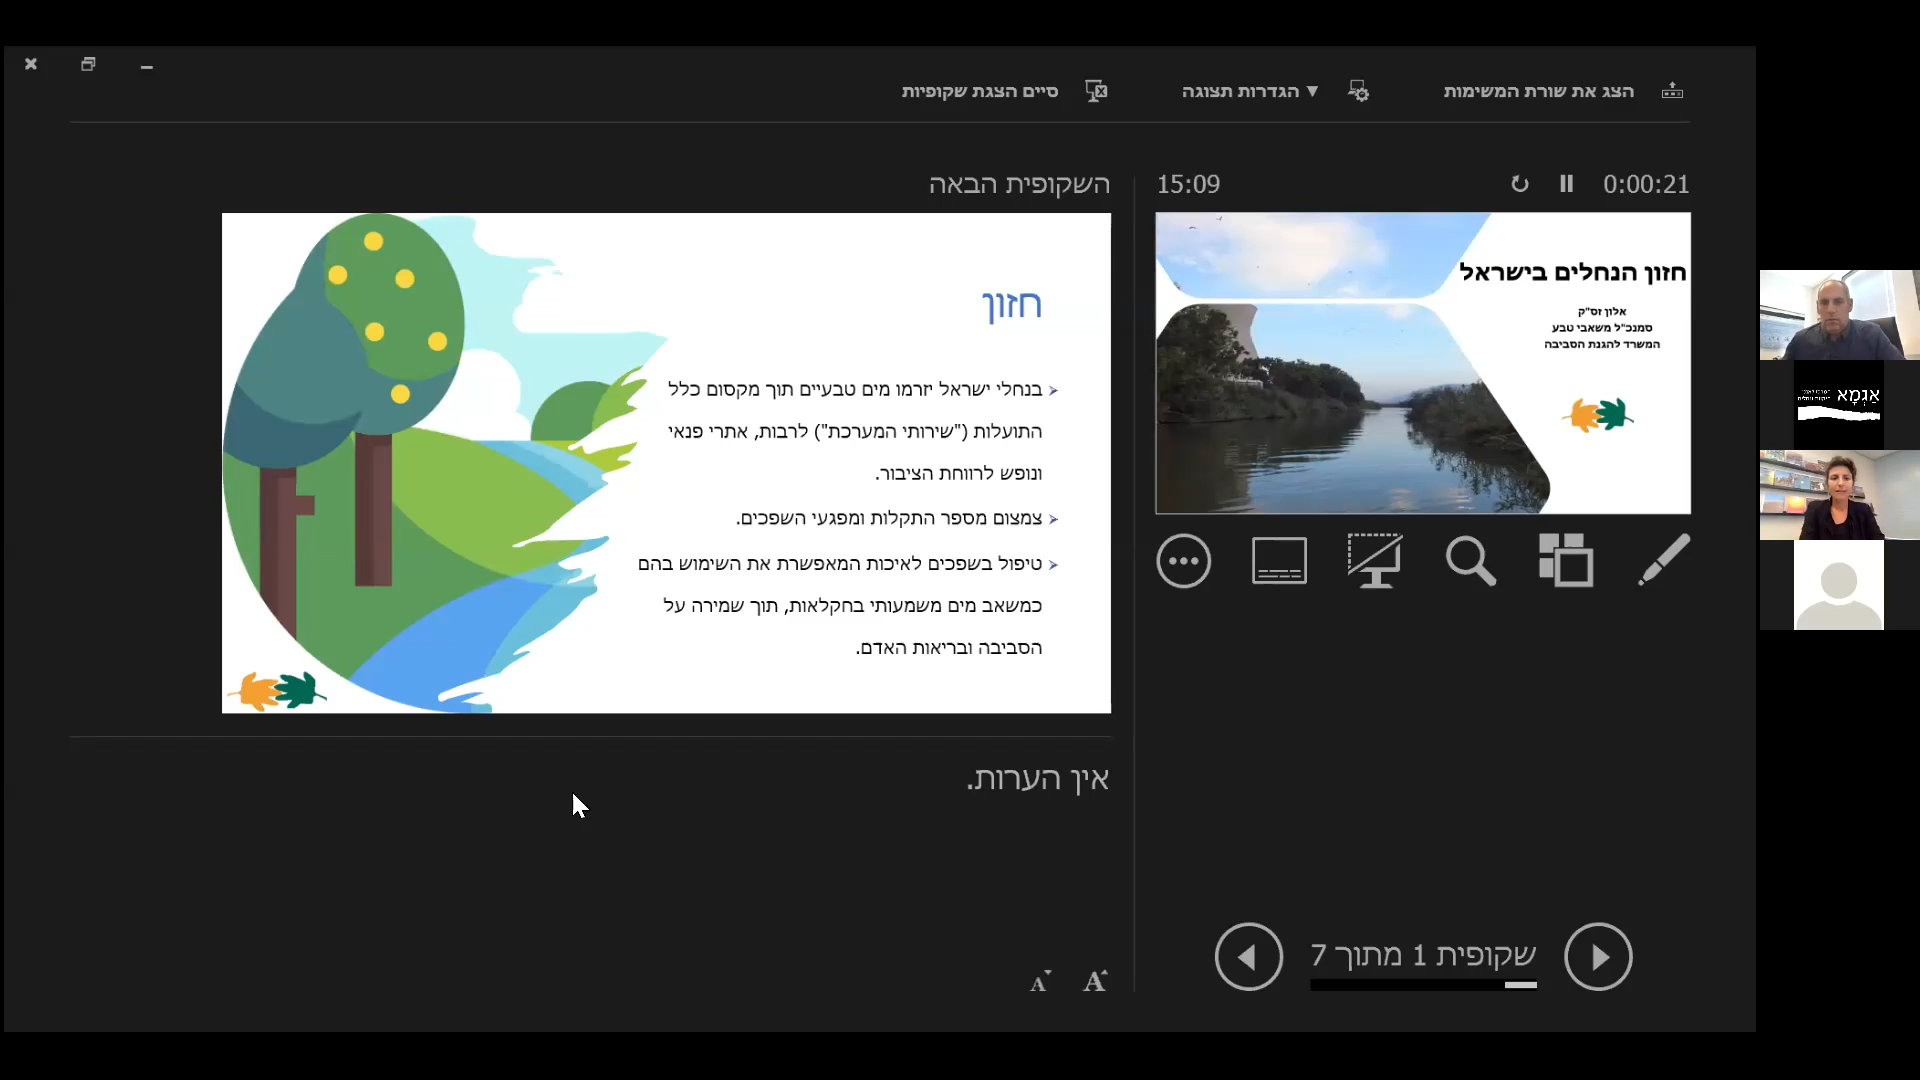 הצג את שורת המשימות
הגדרות תצוגה ▼
סיים הצגת שקופיות
0:00:21
15:09
השקופית הבאה
חזון הנחלים בישראל
אלון זס"ק
סמנכ"ל משאבי טבע
המשרד להגנת הסביבה
חזון
בנחלי ישראל יזרמו מים טבעיים תוך מקסום כלל
התועלות ("שירותי המערכת") לרבות, אתרי פנאי
ונופש לרווחת הציבור.
צמצום מספר התקלות ומפגעי השפכים.
טיפול בשפכים לאיכות המאפשרת את השימוש בהם
כמשאב מים משמעותי בחקלאות, תוך שמירה על
הסביבה ובריאות האדם.
אין הערות.
שקופית 1 מתוך 7
A A
אַגְמָא